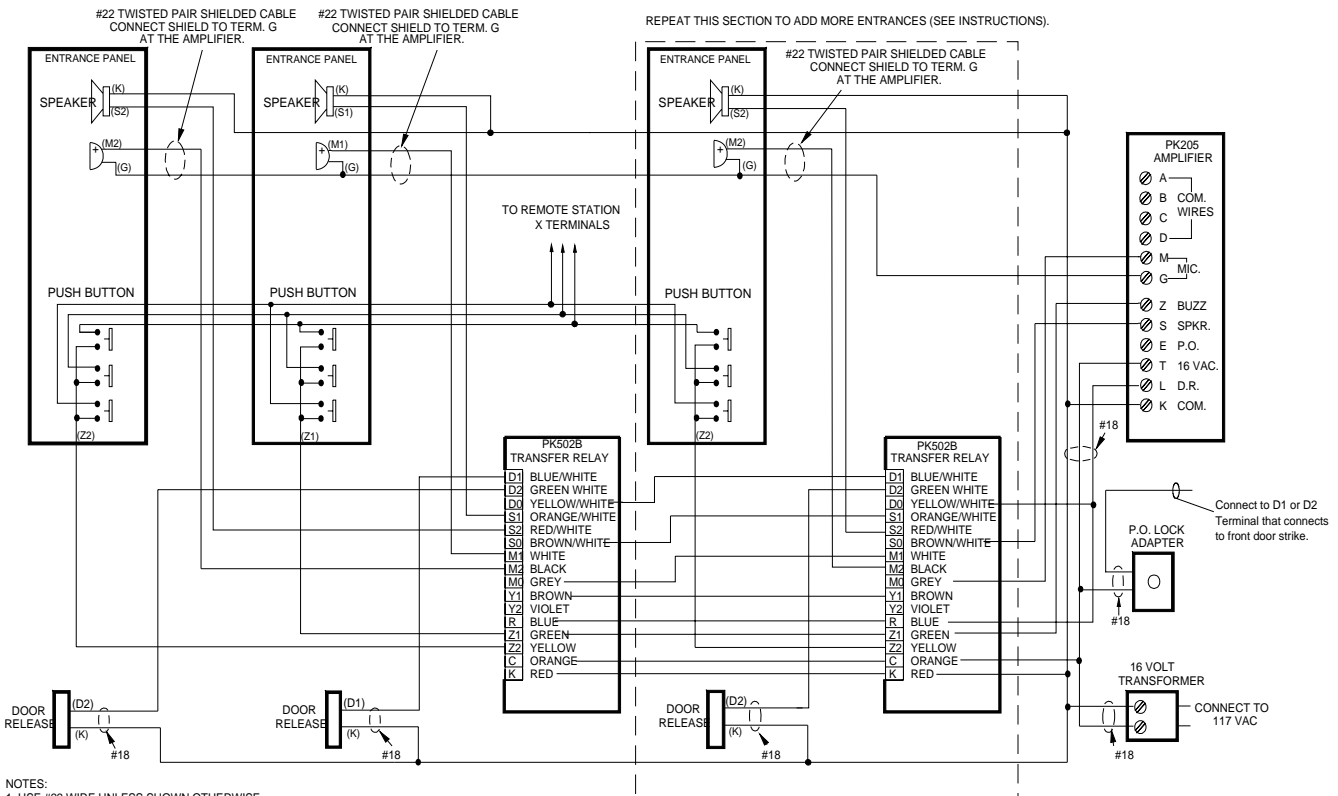 #22 TWISTED PAIR SHIELDED CABLE
CONNECT SHIELD TO TERM. G
AT THE AMPLIFIER.
#22 TWISTED PAIR SHIELDED CABLE
CONNECT SHIELD TO TERM. G
AT THE AMPLIFIER.
REPEAT THIS SECTION TO ADD MORE ENTRANCES (SEE INSTRUCTIONS).
#22 TWISTED PAIR SHIELDED CABLE
CONNECT SHIELD TO TERM. G
AT THE AMPLIFIER.
ENTRANCE PANEL
SPEAKER
(K)
(S2)
(M2)
+
(G)
PUSH BUTTON
(Z2)
ENTRANCE PANEL
SPEAKER
(K)
(S1)
(M1)
+
(G)
PUSH BUTTON
(Z1)
TO REMOTE STATION
X TERMINALS
ENTRANCE PANEL
SPEAKER
(K)
(S2)
(M2)
+
(G)
PUSH BUTTON
(Z2)
PK205
AMPLIFIER
A
B COM.
WIRES
C
D
M
MIC.
G
Z BUZZ
S SPKR.
E P.O.
T 16 VAC.
L D.R.
K COM.
#18
PK502B
TRANSFER RELAY
D1 BLUE/WHITE
D2 GREEN WHITE
D0 YELLOW/WHITE
S1 ORANGE/WHITE
S2 RED/WHITE
S0 BROWN/WHITE
M1 WHITE
M2 BLACK
M0 GREY
Y1 BROWN
Y2 VIOLET
R BLUE
Z1 GREEN
Z2 YELLOW
C ORANGE
K RED
PK502B
TRANSFER RELAY
D1 BLUE/WHITE
D2 GREEN WHITE
D0 YELLOW/WHITE
S1 ORANGE/WHITE
S2 RED/WHITE
S0 BROWN/WHITE
M1 WHITE
M2 BLACK
M0 GREY
Y1 BROWN
Y2 VIOLET
R BLUE
Z1 GREEN
Z2 YELLOW
C ORANGE
K RED
Connect to D1 or D2
Terminal that connects
to front door strike.
P.O. LOCK
ADAPTER
#18
16 VOLT
TRANSFORMER
CONNECT TO
117 VAC
#18
DOOR
RELEASE
(D2)
(K)
#18
DOOR
RELEASE
(D1)
(K)
#18
DOOR
RELEASE
(D2)
(K)
#18
NOTES: